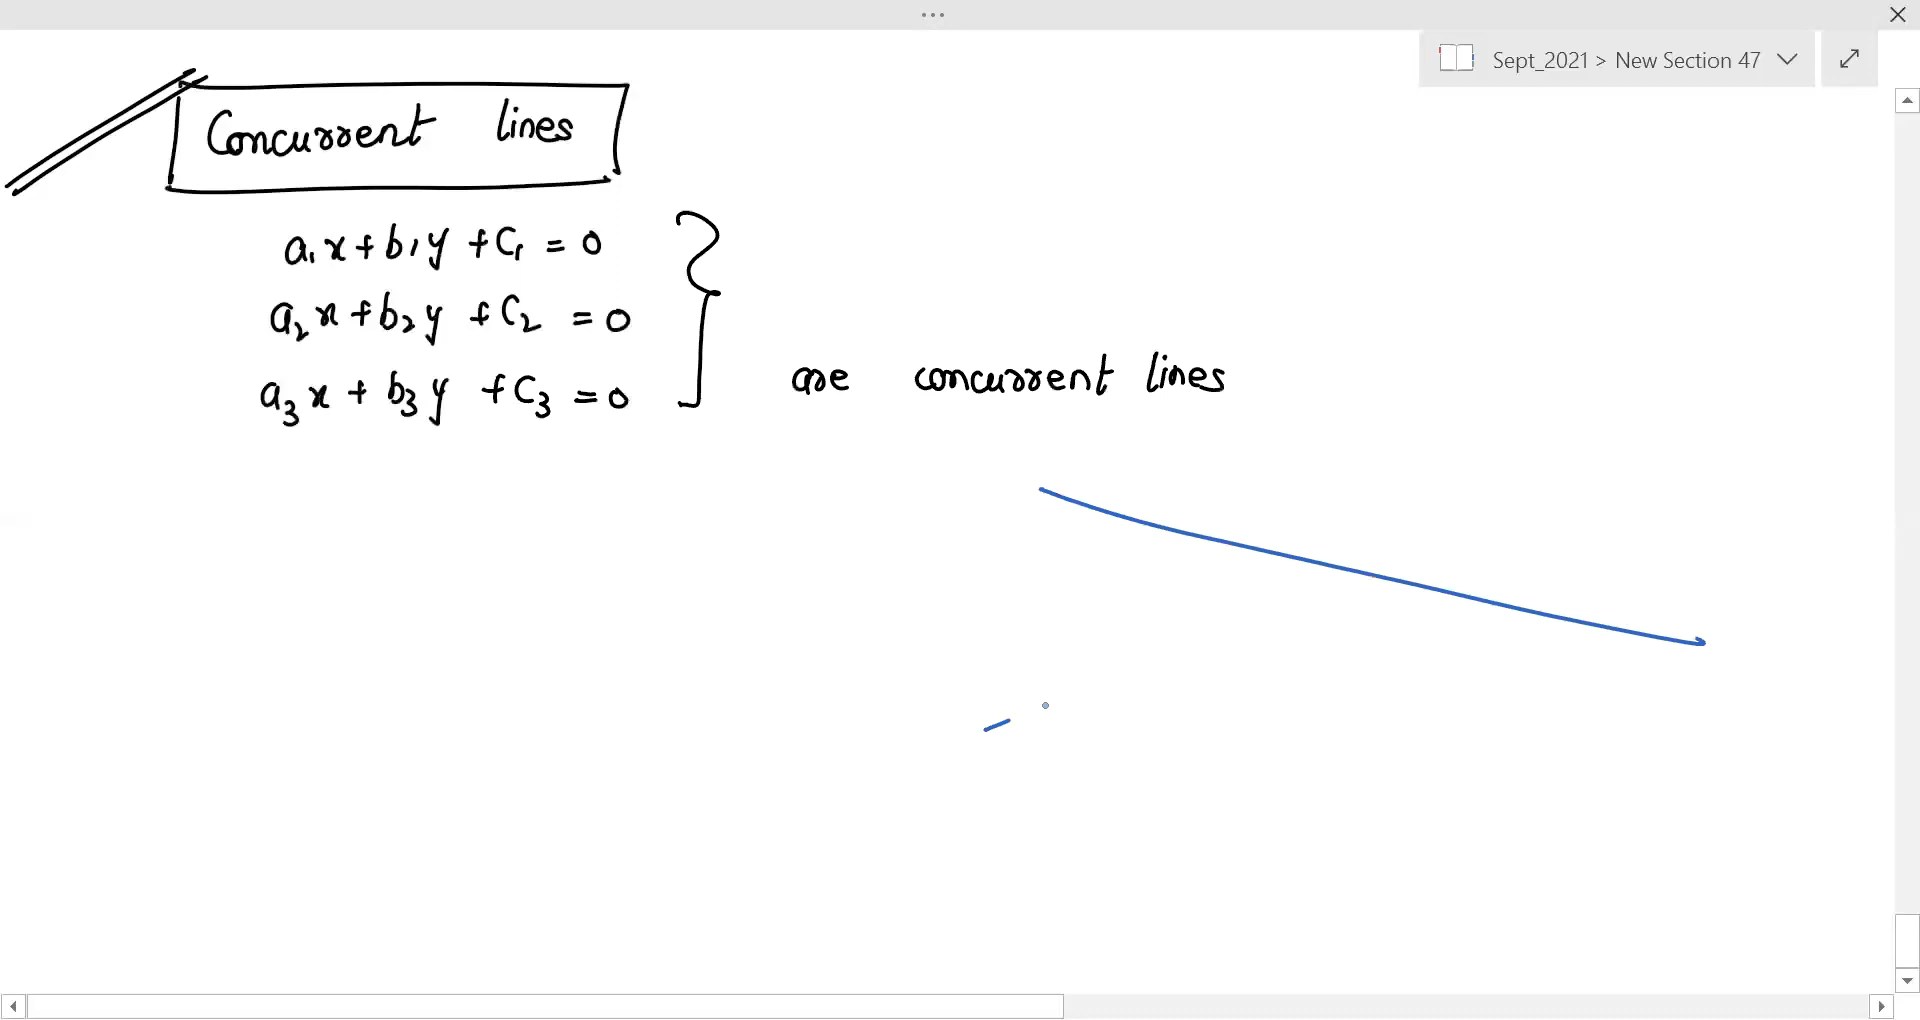 Sept_2021 > New Section 47
Concurrent lines
a₁x + b₁y + C₁ = 0
a₂x + b₂y + C₂ = 0
a₃x + b₃y + C₃ = 0
are concurrent lines